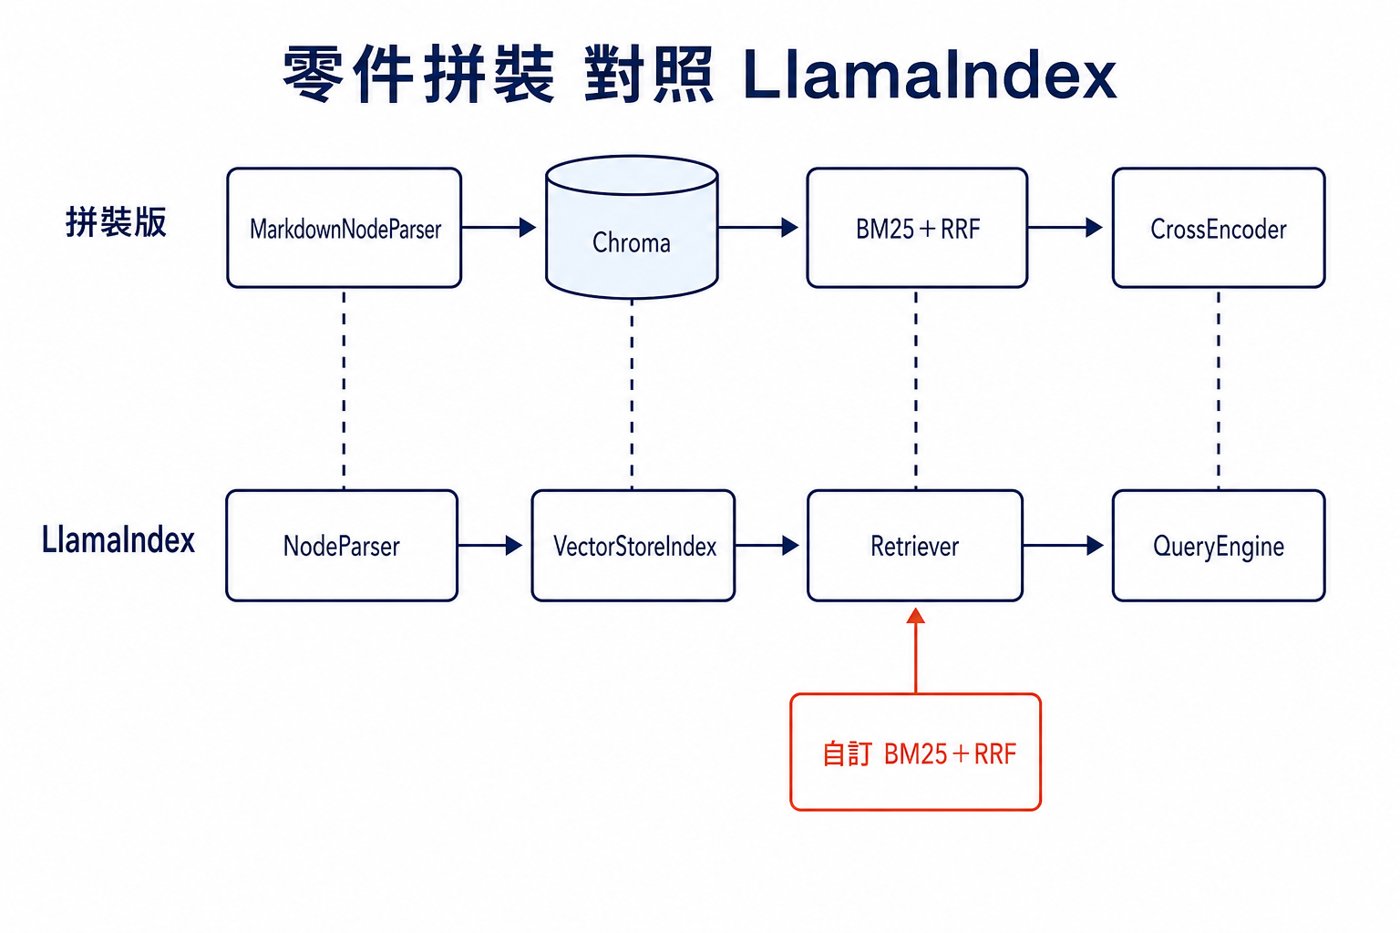 零件拼裝 對照 LlamaIndex
拼裝版
MarkdownNodeParser
Chroma
BM25+RRF
CrossEncoder
LlamaIndex
NodeParser
VectorStoreIndex
Retriever
QueryEngine
自訂 BM25+RRF